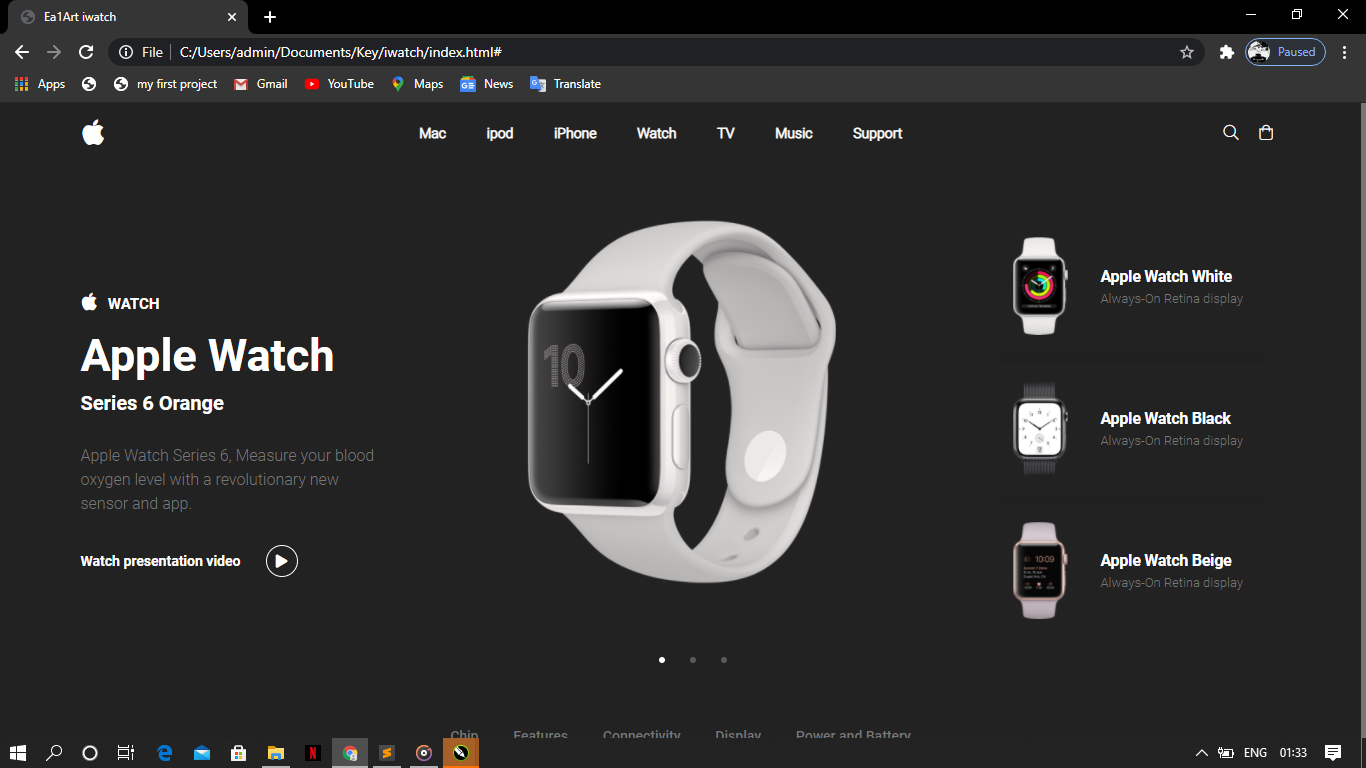 Ea1Art iwatch
File C:/Users/admin/Documents/Key/iwatch/index.html# Paused
Apps my first project Gmail YouTube Maps News Translate
Mac ipod iPhone Watch TV Music Support
WATCH
Apple Watch
Series 6 Orange
Apple Watch Series 6, Measure your blood
oxygen level with a revolutionary new
sensor and app.
Watch presentation video
10
Apple Watch White
Always-On Retina display
Apple Watch Black
Always-On Retina display
10:09
Apple Watch Beige
Always-On Retina display
Chip Features Connectivity Display Power and Battery
ENG 01:33